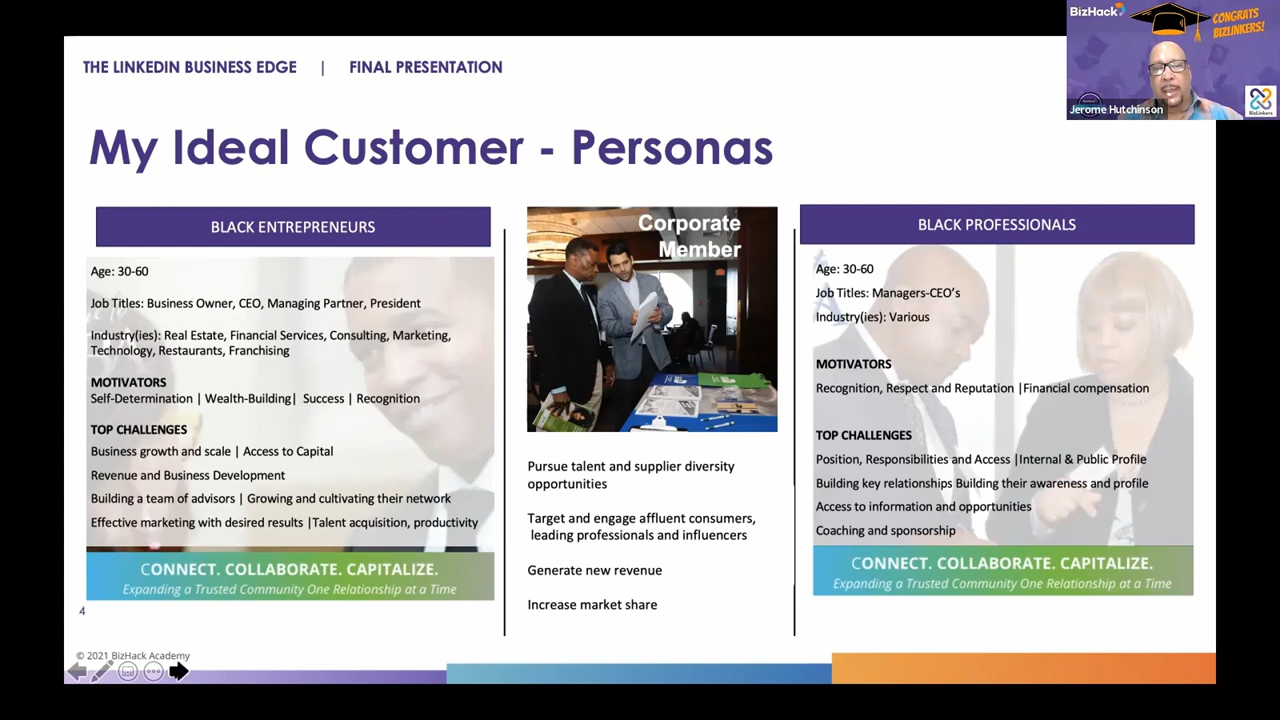 BizHack
CONGRATS
BIZLINKERS!
Jerome Hutchinson
BizLinkers
THE LINKEDIN BUSINESS EDGE | FINAL PRESENTATION
My Ideal Customer - Personas
BLACK ENTREPRENEURS
Age: 30-60
Job Titles: Business Owner, CEO, Managing Partner, President
Industry(ies): Real Estate, Financial Services, Consulting, Marketing,
Technology, Restaurants, Franchising
MOTIVATORS
Self-Determination | Wealth-Building| Success | Recognition
TOP CHALLENGES
Business growth and scale | Access to Capital
Revenue and Business Development
Building a team of advisors | Growing and cultivating their network
Effective marketing with desired results |Talent acquisition, productivity
CONNECT. COLLABORATE. CAPITALIZE.
Expanding a Trusted Community One Relationship at a Time
Corporate
Member
Pursue talent and supplier diversity
opportunities
Target and engage affluent consumers,
leading professionals and influencers
Generate new revenue
Increase market share
BLACK PROFESSIONALS
Age: 30-60
Job Titles: Managers-CEO’s
Industry(ies): Various
MOTIVATORS
Recognition, Respect and Reputation |Financial compensation
TOP CHALLENGES
Position, Responsibilities and Access |Internal & Public Profile
Building key relationships Building their awareness and profile
Access to information and opportunities
Coaching and sponsorship
CONNECT. COLLABORATE. CAPITALIZE.
Expanding a Trusted Community One Relationship at a Time
4
© 2021 BizHack Academy